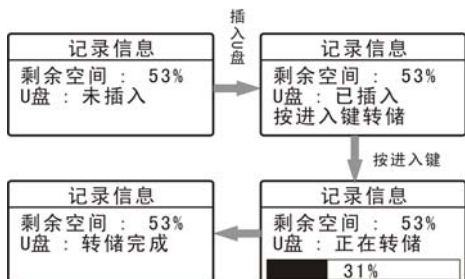 记录信息
剩余空间： 53%
U盘：未插入
插入U盘
记录信息
剩余空间： 53%
U盘：已插入
按进入键转储
按进入键
记录信息
剩余空间： 53%
U盘：正在转储
31%
记录信息
剩余空间： 53%
U盘：转储完成